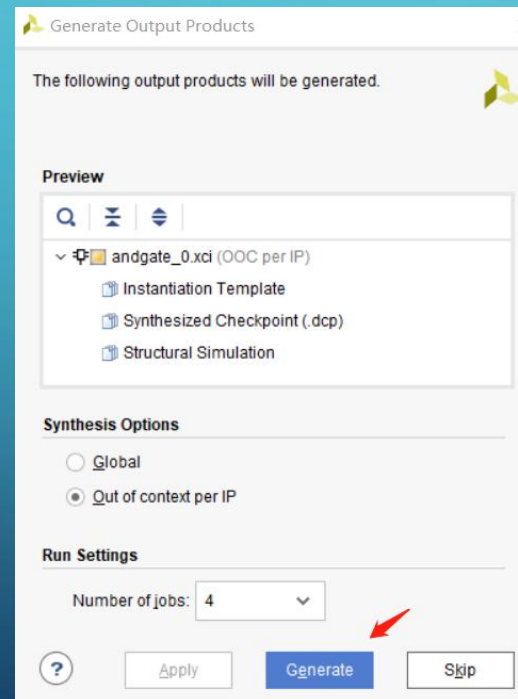 Generate Output Products
The following output products will be generated.
Preview
andgate_0.xci (OOC per IP)
Instantiation Template
Synthesized Checkpoint (.dcp)
Structural Simulation
Synthesis Options
Global
Out of context per IP
Run Settings
Number of jobs: 4
? Apply Generate Skip